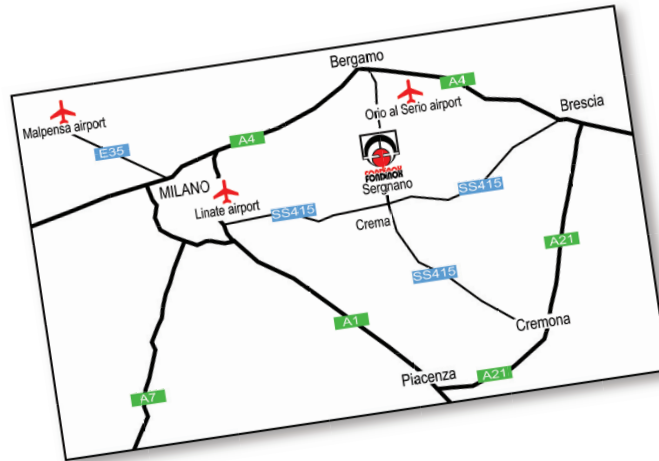 Bergamo
A4
Orio al Serio airport
Brescia
Malpensa airport
E35
A4
FONDINOX
Sergnano
MILANO
Linate airport
SS415
SS415
Crema
A21
SS415
A1
Cremona
Piacenza
A21
A7